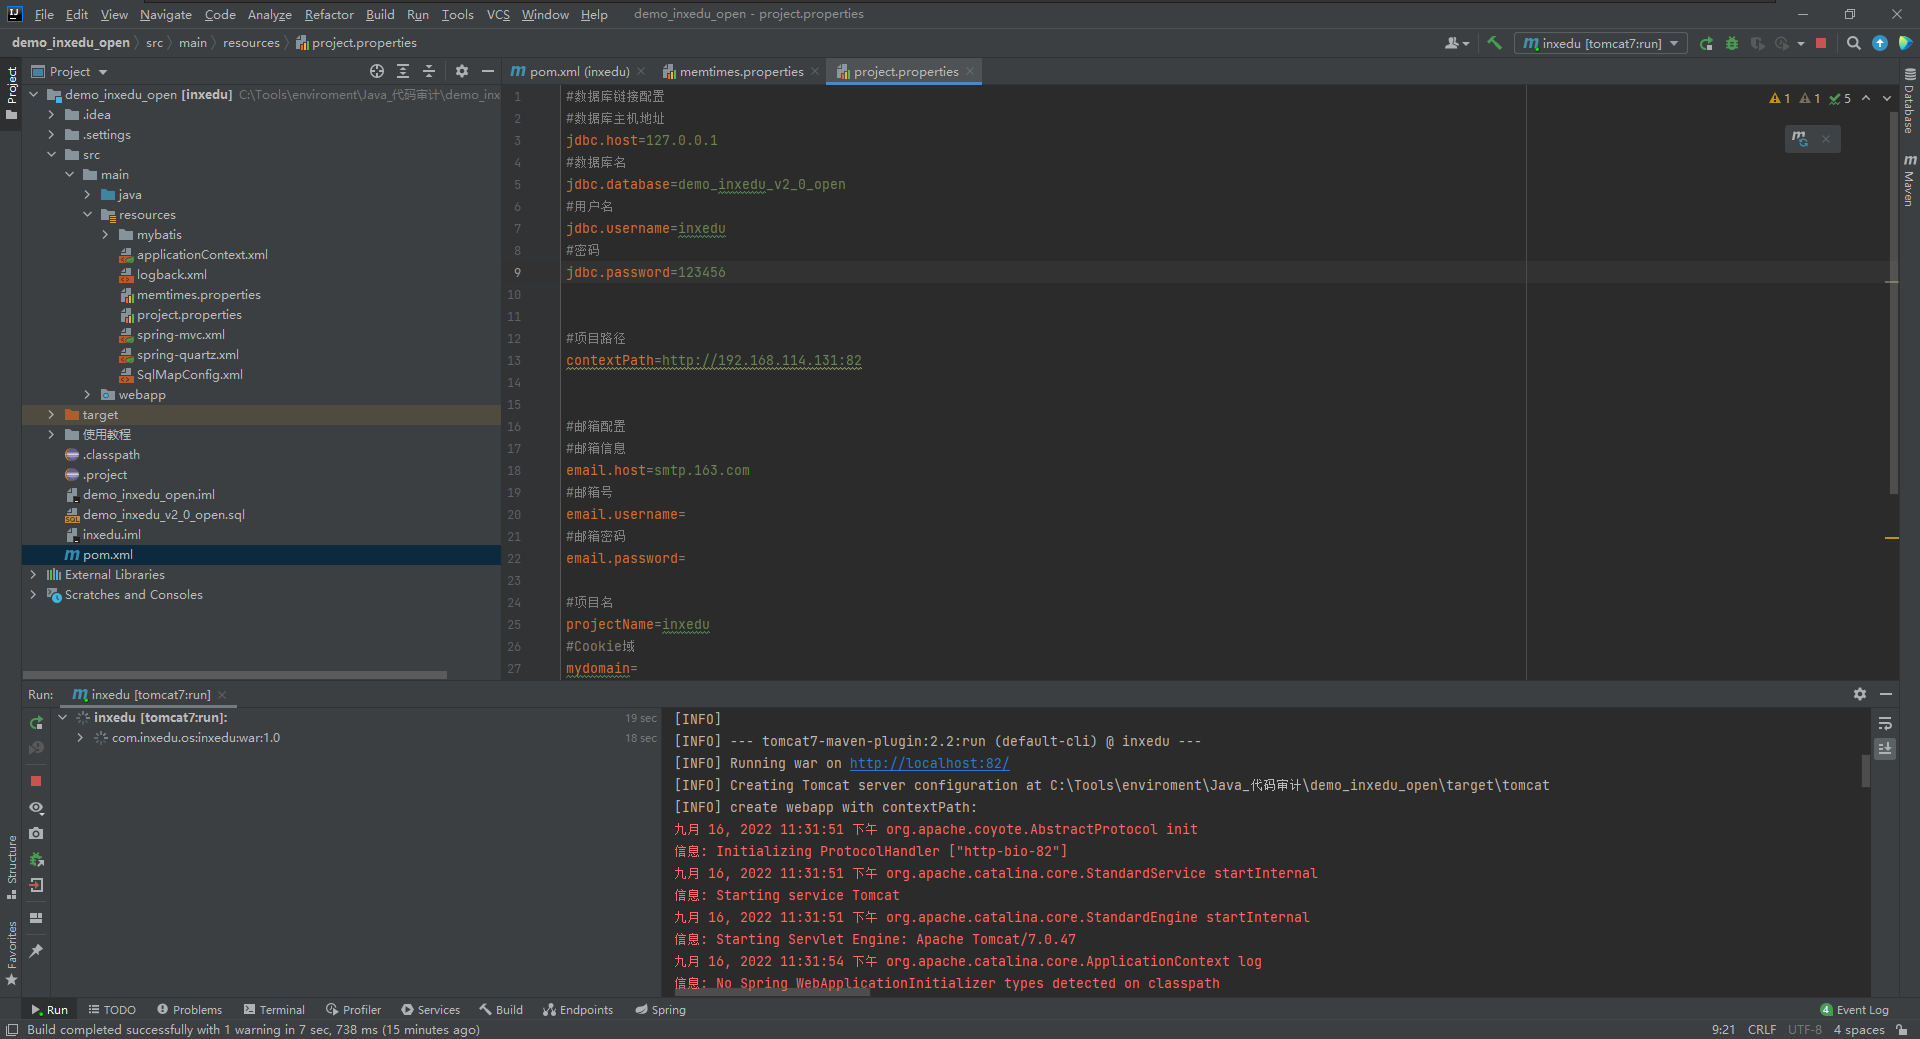 File Edit View Navigate Code Analyze Refactor Build Run Tools VCS Window Help demo_inxedu_open - project.properties
demo_inxedu_open src main resources project.properties inxedu [tomcat7:run]
Project pom.xml (inxedu) memtimes.properties project.properties
Project
demo_inxedu_open [inxedu] C:\Tools\enviroment\Java_代码审计\demo_inx
.idea
.settings
src
main
java
resources
mybatis
applicationContext.xml
logback.xml
memtimes.properties
project.properties
spring-mvc.xml
spring-quartz.xml
SqlMapConfig.xml
webapp
target
使用教程
.classpath
.project
demo_inxedu_open.iml
demo_inxedu_v2_0_open.sql
inxedu.iml
pom.xml
External Libraries
Scratches and Consoles
1 #数据库链接配置
2 #数据库主机地址
3 jdbc.host=127.0.0.1
4 #数据库名
5 jdbc.database=demo_inxedu_v2_0_open
6 #用户名
7 jdbc.username=inxedu
8 #密码
9 jdbc.password=123456
10
11
12 #项目路径
13 contextPath=http://192.168.114.131:82
14
15
16 #邮箱配置
17 #邮箱信息
18 email.host=smtp.163.com
19 #邮箱号
20 email.username=
21 #邮箱密码
22 email.password=
23
24 #项目名
25 projectName=inxedu
26 #Cookie域
27 mydomain=
1 1 5
Database
Maven
Run: inxedu [tomcat7:run]
inxedu [tomcat7:run]: 19 sec
com.inxedu.os:inxedu:war:1.0 18 sec
[INFO]
[INFO] --- tomcat7-maven-plugin:2.2:run (default-cli) @ inxedu ---
[INFO] Running war on http://localhost:82/
[INFO] Creating Tomcat server configuration at C:\Tools\enviroment\Java_代码审计\demo_inxedu_open\target\tomcat
[INFO] create webapp with contextPath:
九月 16, 2022 11:31:51 下午 org.apache.coyote.AbstractProtocol init
信息: Initializing ProtocolHandler ["http-bio-82"]
九月 16, 2022 11:31:51 下午 org.apache.catalina.core.StandardService startInternal
信息: Starting service Tomcat
九月 16, 2022 11:31:51 下午 org.apache.catalina.core.StandardEngine startInternal
信息: Starting Servlet Engine: Apache Tomcat/7.0.47
九月 16, 2022 11:31:54 下午 org.apache.catalina.core.ApplicationContext log
信息: No Spring WebApplicationInitializer types detected on classpath
Structure
Favorites
Run TODO Problems Terminal Profiler Services Build Endpoints Spring 4 Event Log
Build completed successfully with 1 warning in 7 sec, 738 ms (15 minutes ago) 9:21 CRLF UTF-8 4 spaces